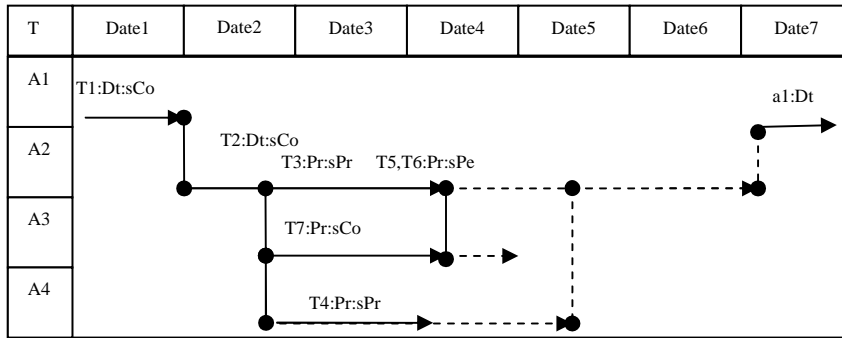 T Date1 Date2 Date3 Date4 Date5 Date6 Date7
A1
T1:Dt:sCo
a1:Dt
A2
T2:Dt:sCo
T3:Pr:sPr T5,T6:Pr:sPe
A3
T7:Pr:sCo
A4
T4:Pr:sPr